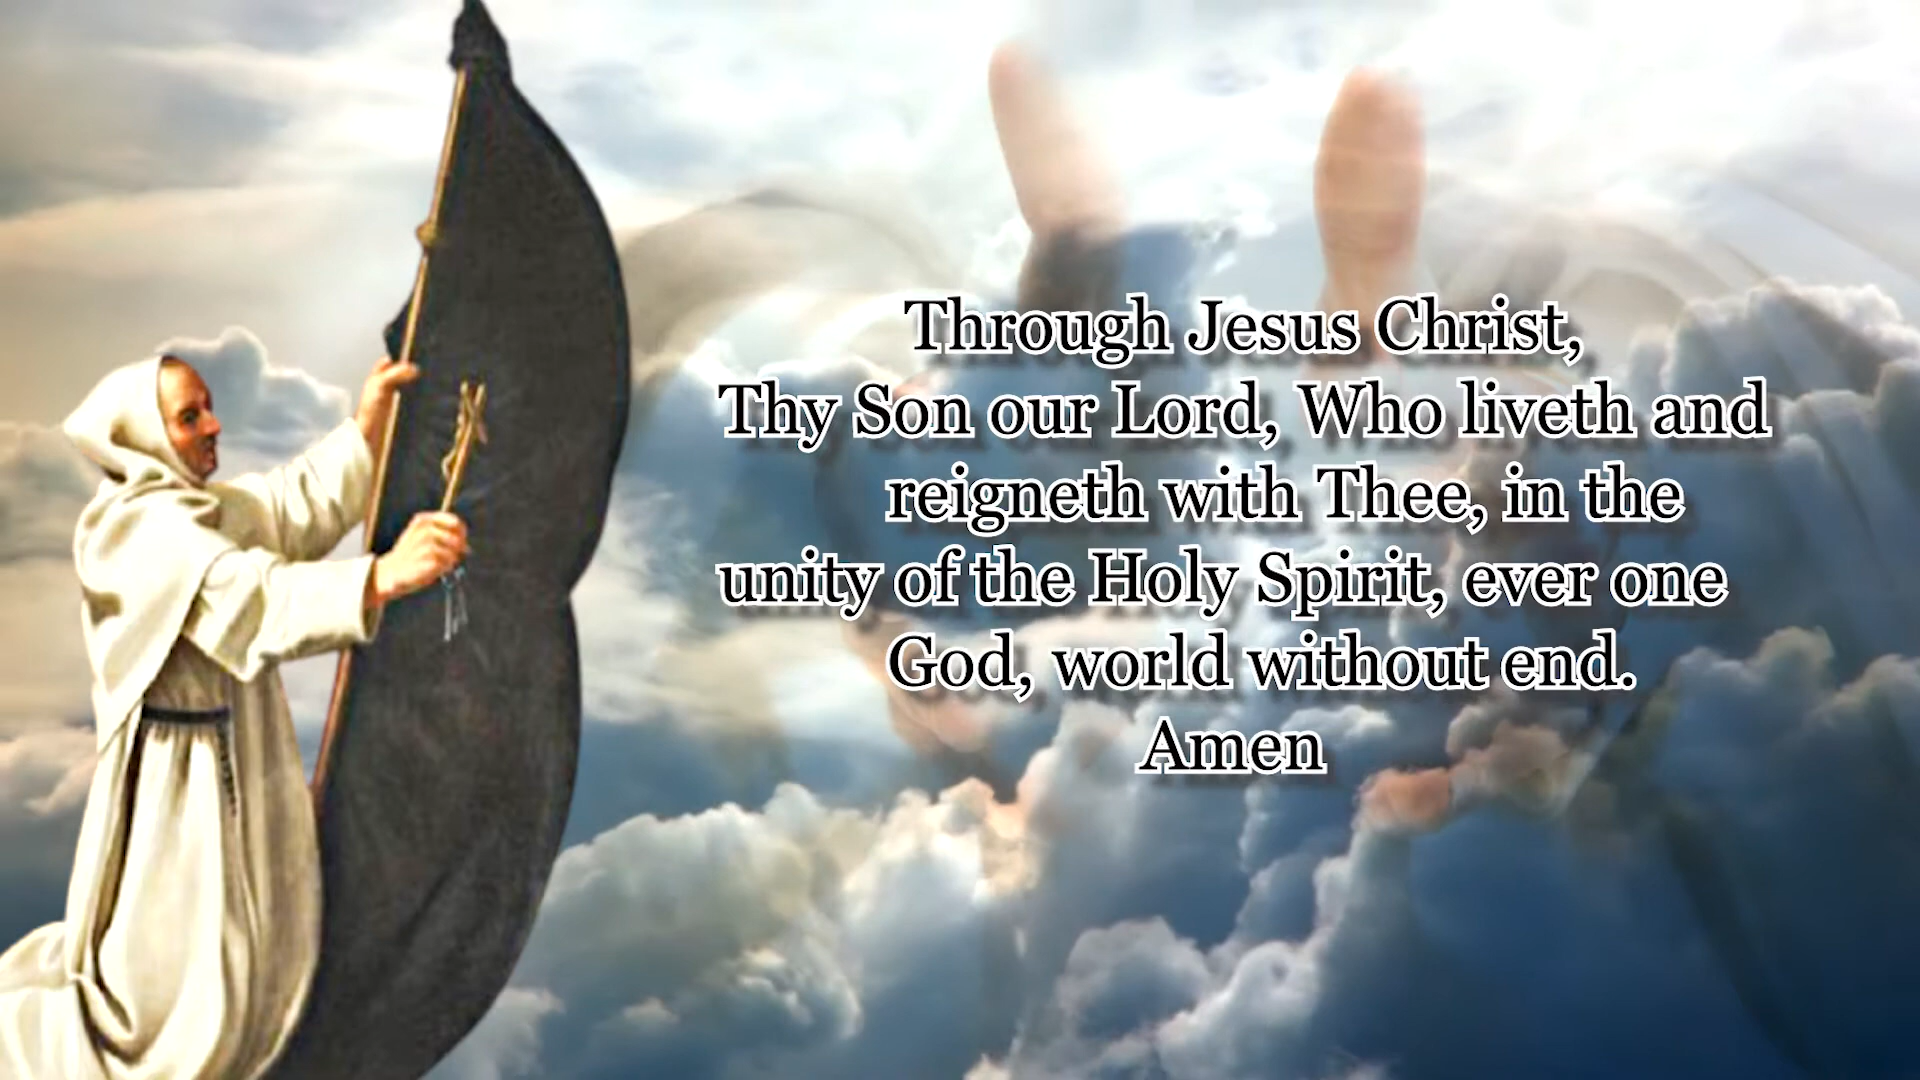 Through Jesus Christ,
Thy Son our Lord, Who liveth and
reigneth with Thee, in the
unity of the Holy Spirit, ever one
God, world without end.
Amen